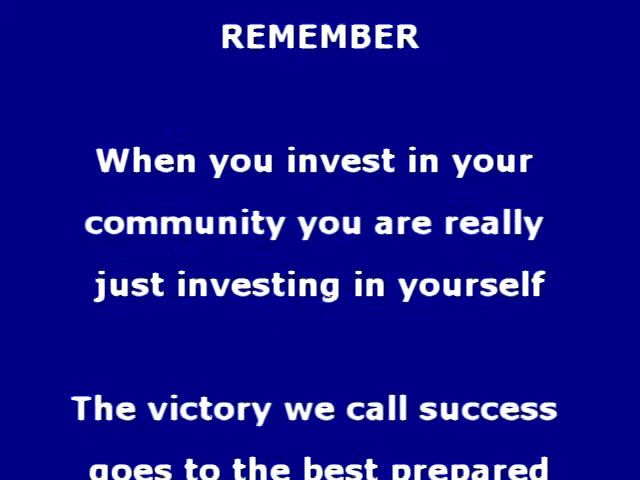 REMEMBER
When you invest in your
community you are really
just investing in yourself
The victory we call success
goes to the best prepared